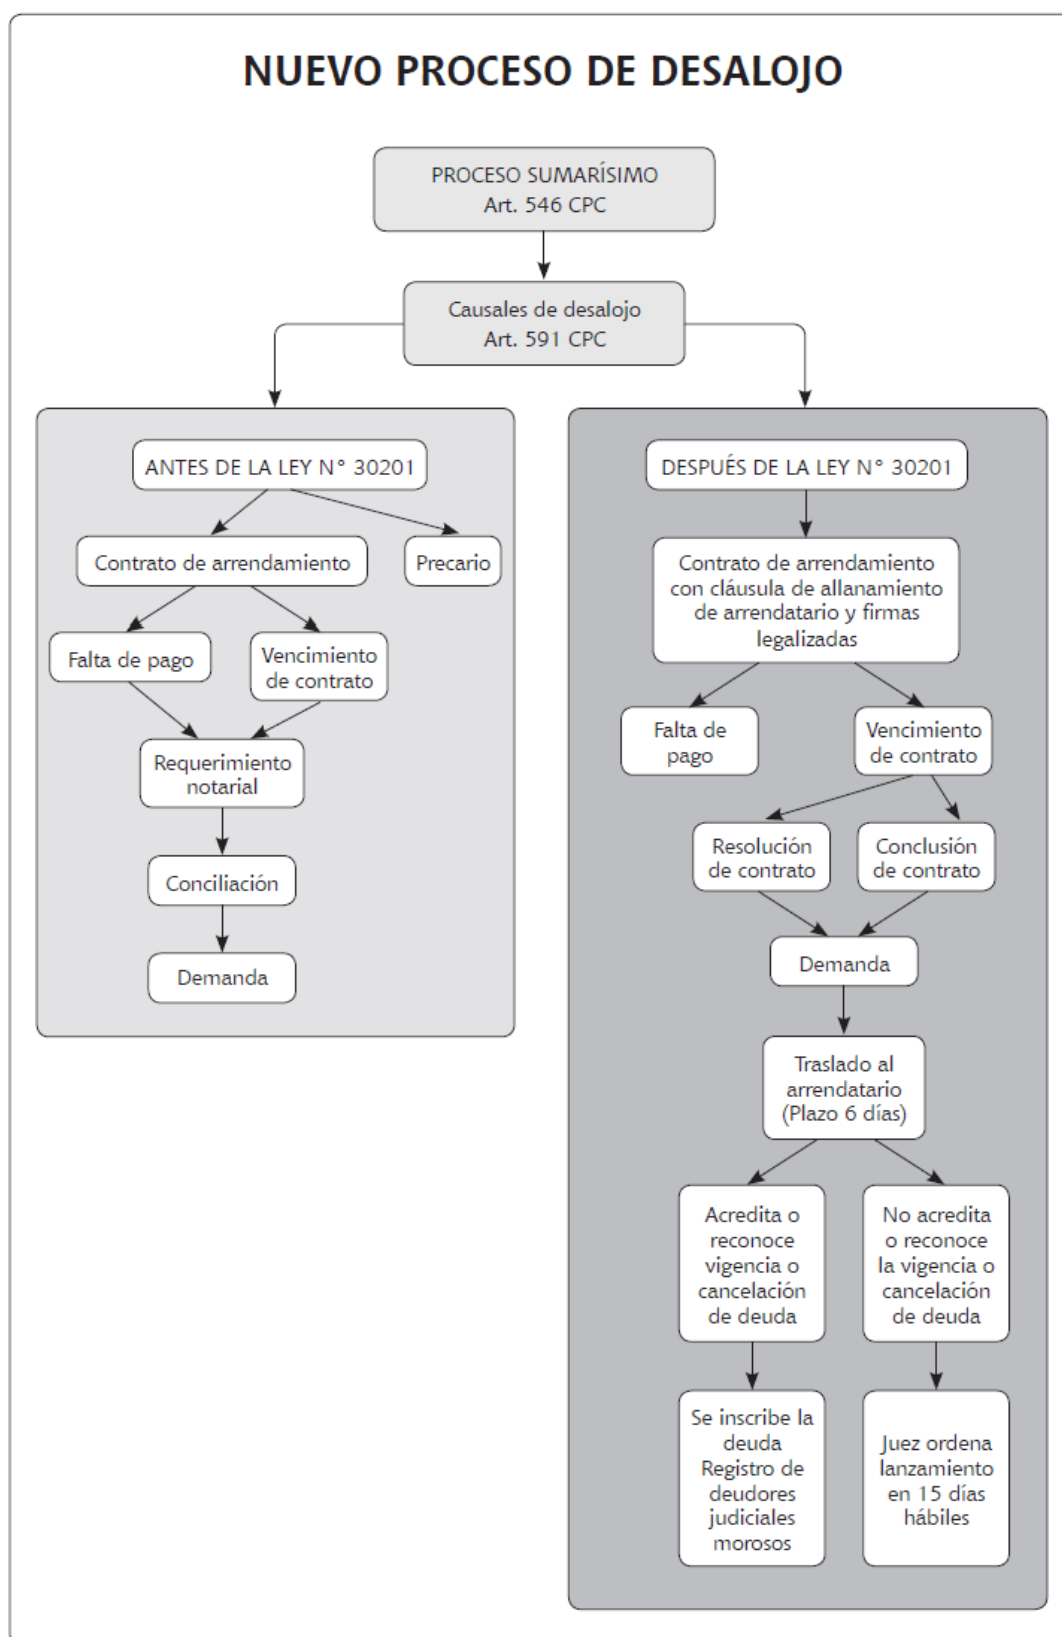 NUEVO PROCESO DE DESALOJO
PROCESO SUMARÍSIMO
Art. 546 CPC
Causales de desalojo
Art. 591 CPC
ANTES DE LA LEY N° 30201
Contrato de arrendamiento
Precario
Falta de pago
Vencimiento
de contrato
Requerimiento
notarial
Conciliación
Demanda
DESPUÉS DE LA LEY N° 30201
Contrato de arrendamiento
con cláusula de allanamiento
de arrendatario y firmas
legalizadas
Falta de
pago
Vencimiento
de contrato
Resolución
de contrato
Conclusión
de contrato
Demanda
Traslado al
arrendatario
(Plazo 6 días)
Acredita o
reconoce
vigencia o
cancelación
de deuda
No acredita
o reconoce
la vigencia o
cancelación
de deuda
Se inscribe la
deuda
Registro de
deudores
judiciales
morosos
Juez ordena
lanzamiento
en 15 días
hábiles